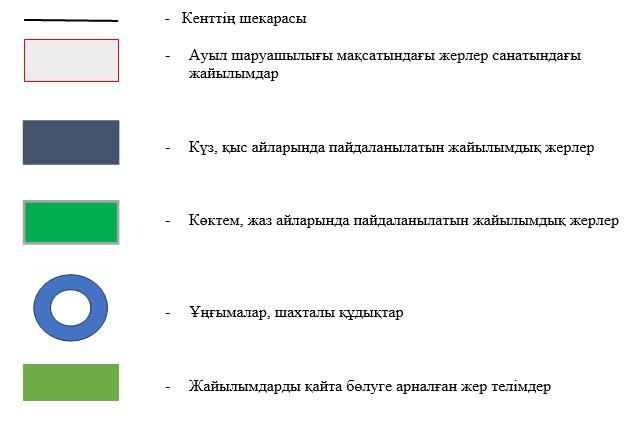 - Кенттің шекарасы
- Ауыл шаруашылығы мақсатындағы жерлер санатындағы
жайылымдар
- Күз, қыс айларында пайдаланылатын жайылымдық жерлер
- Көктем, жаз айларында пайдаланылатын жайылымдық жерлер
- Ұңғымалар, шахталы құдықтар
- Жайылымдарды қайта бөлуге арналған жер телімдер